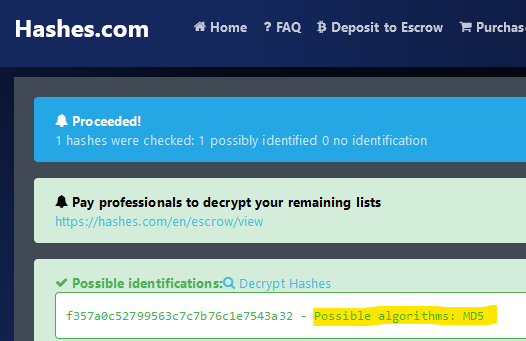 Hashes.com Home ? FAQ Deposit to Escrow Purchas
Proceeded!
1 hashes were checked: 1 possibly identified 0 no identification
Pay professionals to decrypt your remaining lists
https://hashes.com/en/escrow/view
Possible identifications: Decrypt Hashes
f357a0c52799563c7c7b76c1e7543a32 - Possible algorithms: MD5